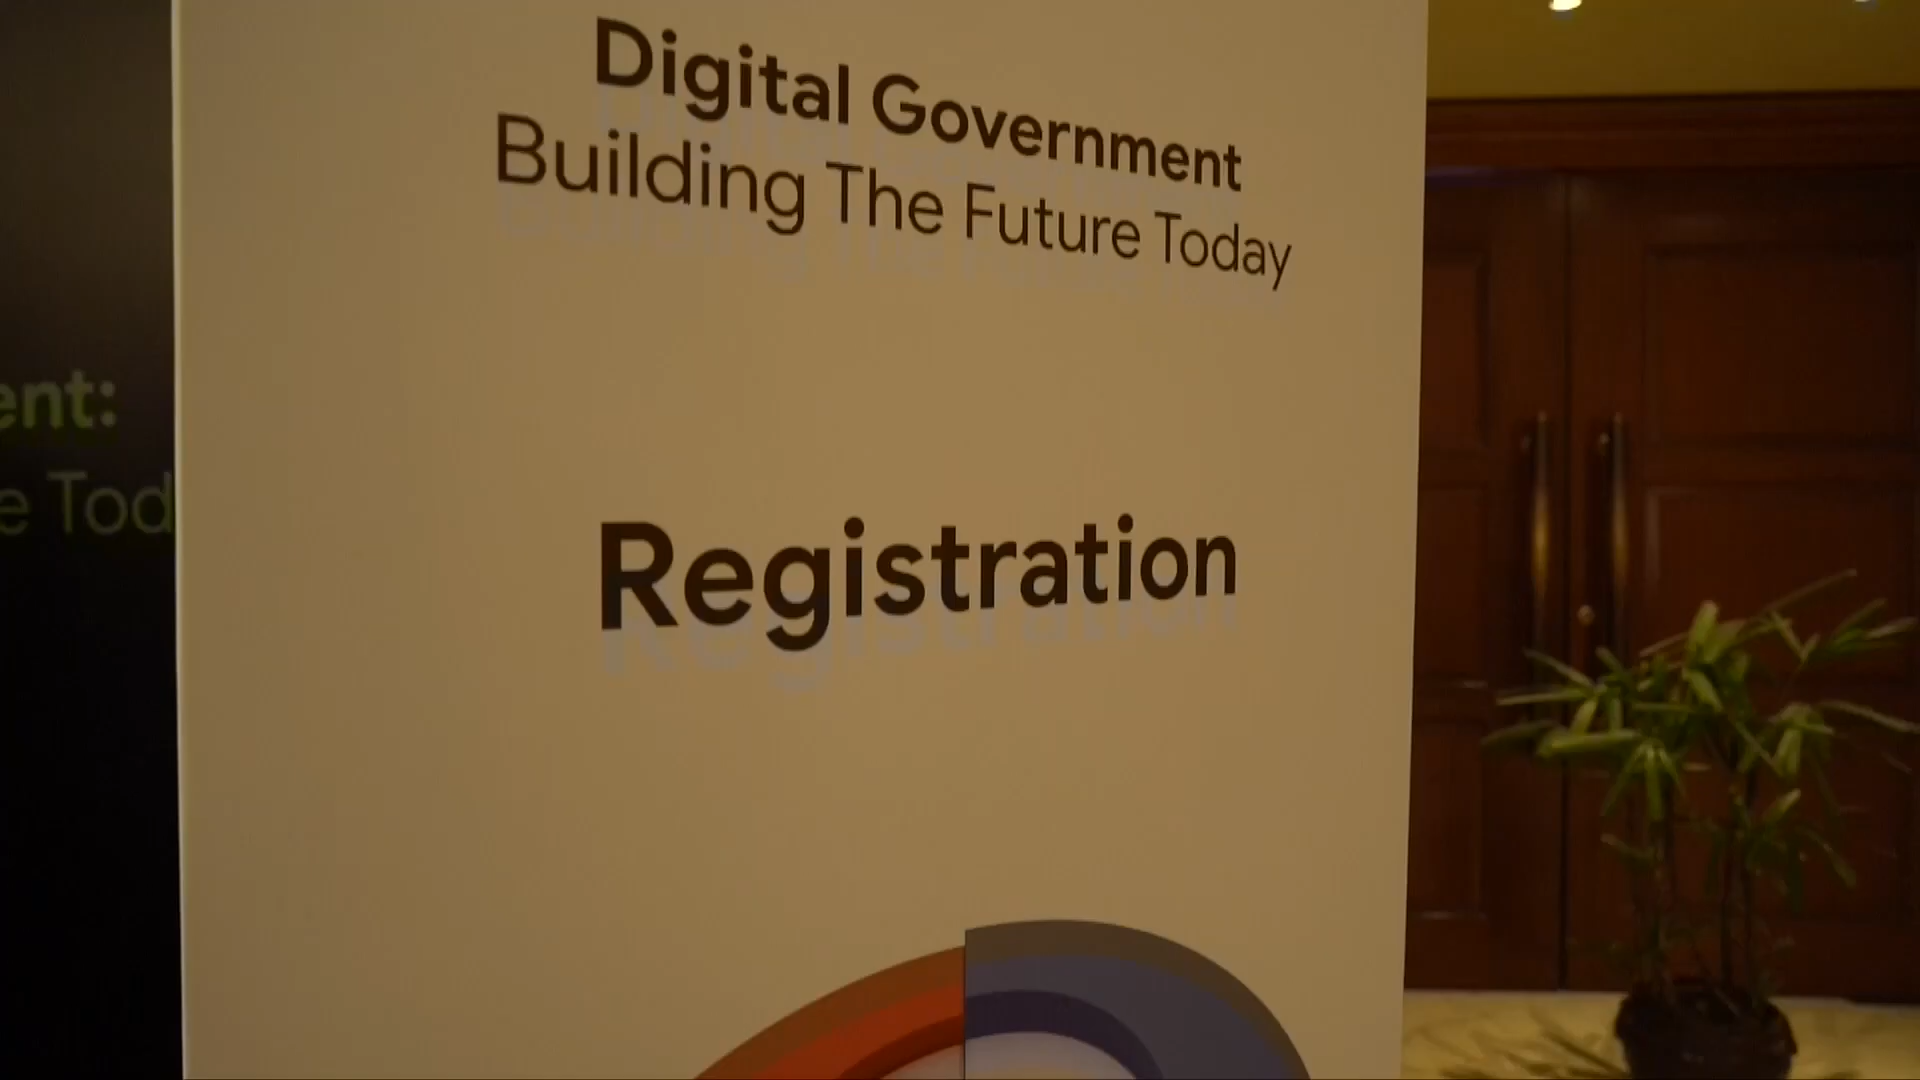 Digital Government
Building The Future Today
Registration
ent:
e Tod